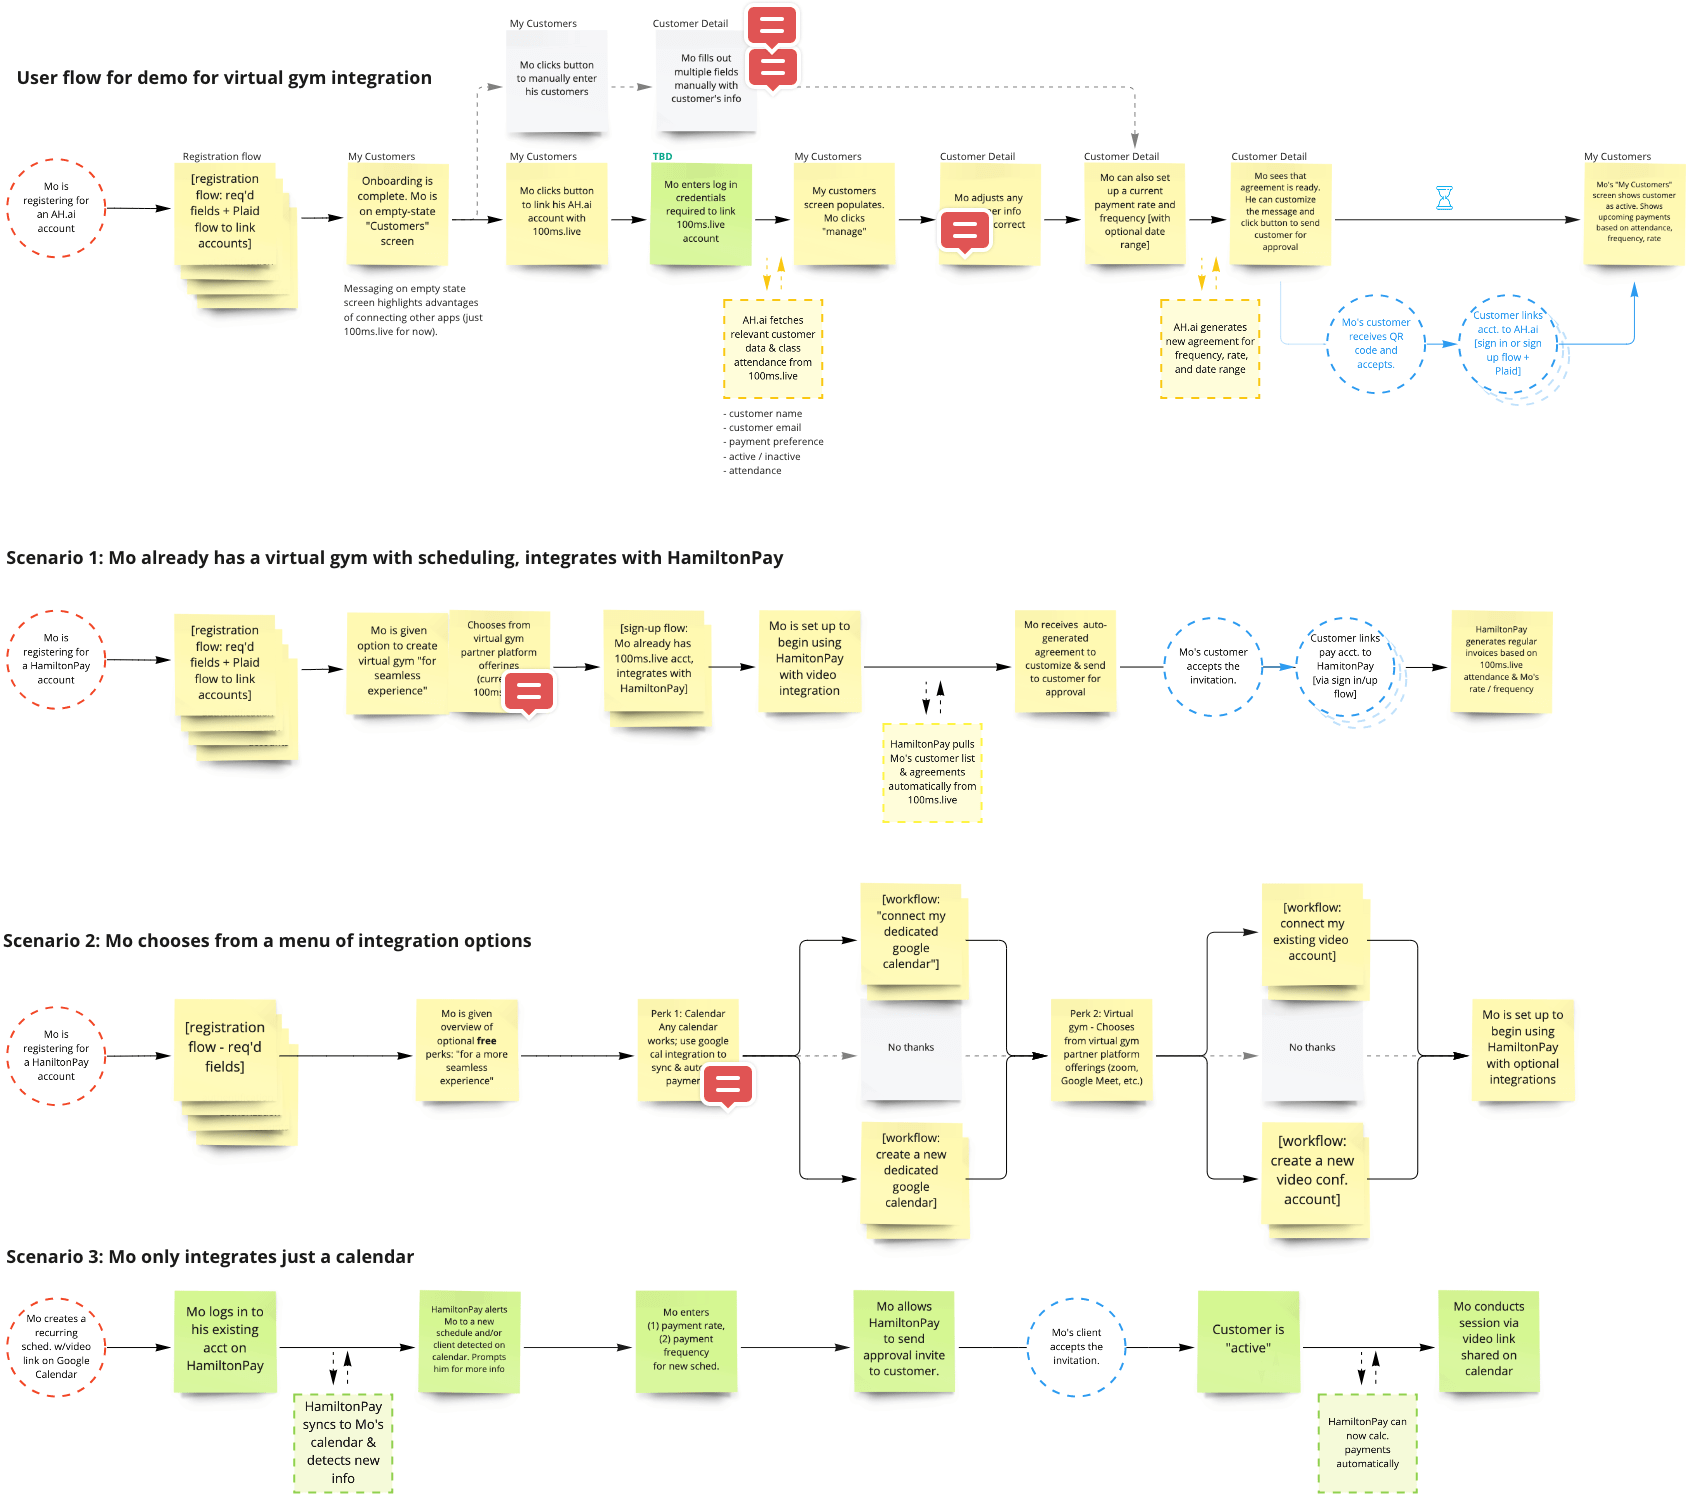 User flow for demo for virtual gym integration
My Customers
Mo clicks button
to manually enter
his customers
Customer Detail
Mo fills out
multiple fields
manually with
customer's info
Mo is
registering for
an AH.ai
account
Registration flow
[registration
flow: req'd
fields + Plaid
flow to link
accounts]
My Customers
Onboarding is
complete. Mo is
on empty-state
"Customers"
screen
Messaging on empty state
screen highlights advantages
of connecting other apps (just
100ms.live for now).
My Customers
Mo clicks button
to link his AH.ai
account with
100ms.live
TBD
Mo enters log in
credentials
required to link
100ms.live
account
AH.ai fetches
relevant customer
data & class
attendance from
100ms.live
- customer name
- customer email
- payment preference
- active / inactive
- attendance
My Customers
My customers
screen populates.
Mo clicks
"manage"
Customer Detail
Mo adjusts any
info
correct
Customer Detail
Mo can also set
up a current
payment rate and
frequency [with
optional date
range]
AH.ai generates
new agreement for
frequency, rate,
and date range
Customer Detail
Mo sees that
agreement is ready.
He can customize
the message and
click button to send
customer for
approval
Mo's customer
receives QR
code and
accepts.
Customer links
acct. to AH.ai
[sign in or sign
up flow +
Plaid]
My Customers
Mo's "My Customers"
screen shows customer
as active. Shows
upcoming payments
based on attendance,
frequency, rate
Scenario 1: Mo already has a virtual gym with scheduling, integrates with HamiltonPay
Mo is
registering for
a HamiltonPay
account
[registration
flow: req'd
fields + Plaid
flow to link
accounts]
Mo is given
option to create
virtual gym "for
seamless
experience"
Chooses from
virtual gym
partner platform
offerings
[sign-up flow:
Mo already has
100ms.live acct,
integrates with
HamiltonPay]
Mo is set up to
begin using
HamitonPay
with video
integration
HamiltonPay pulls
Mo's customer list
& agreements
automatically from
100ms.live
Mo receives auto-
generated
agreement to
customize & send
to customer for
approval
Mo's customer
accepts the
invitation.
Customer links
pay acct. to
HamitonPay
[via sign in/up
flow]
HamiltonPay
generates regular
invoices based on
100ms.live
attendance & Mo's
rate / frequency
Scenario 2: Mo chooses from a menu of integration options
Mo is
registering for
a HaniltonPay
account
[registration
flow - req'd
fields]
Mo is given
overview of
optional free
perks: "for a more
seamless
experience"
Perk 1: Calendar
Any calendar
works; use google
cal integration to
sync &
[workflow:
"connect my
dedicated
google
calendar"]
No thanks
[workflow:
create a new
dedicated
google
calendar]
Perk 2: Virtual
gym - Chooses
from virtual gym
partner platform
offerings (zoom,
Google Meet, etc.)
[workflow:
connect my
existing video
account]
No thanks
[workflow:
create a new
video conf.
account]
Mo is set up to
begin using
HamiltonPay
with optional
integrations
Scenario 3: Mo only integrates just a calendar
Mo creates a
recurring
sched. w/video
link on Google
Calendar
Mo logs in to
his existing
acct on
HamiltonPay
HamiltonPay
syncs to Mo's
calendar &
detects new
info
HamiltonPay alerts
Mo to a new
schedule and/or
client detected on
calendar. Prompts
him for more info
Mo enters
(1) payment rate,
(2) payment
frequency
for new sched.
Mo allows
HamiltonPay
to send
approval invite
to customer.
Mo's client
accepts the
invitation.
Customer is
"active"
HamiltonPay can
now calc.
payments
automatically
Mo conducts
session via
video link
shared on
calendar